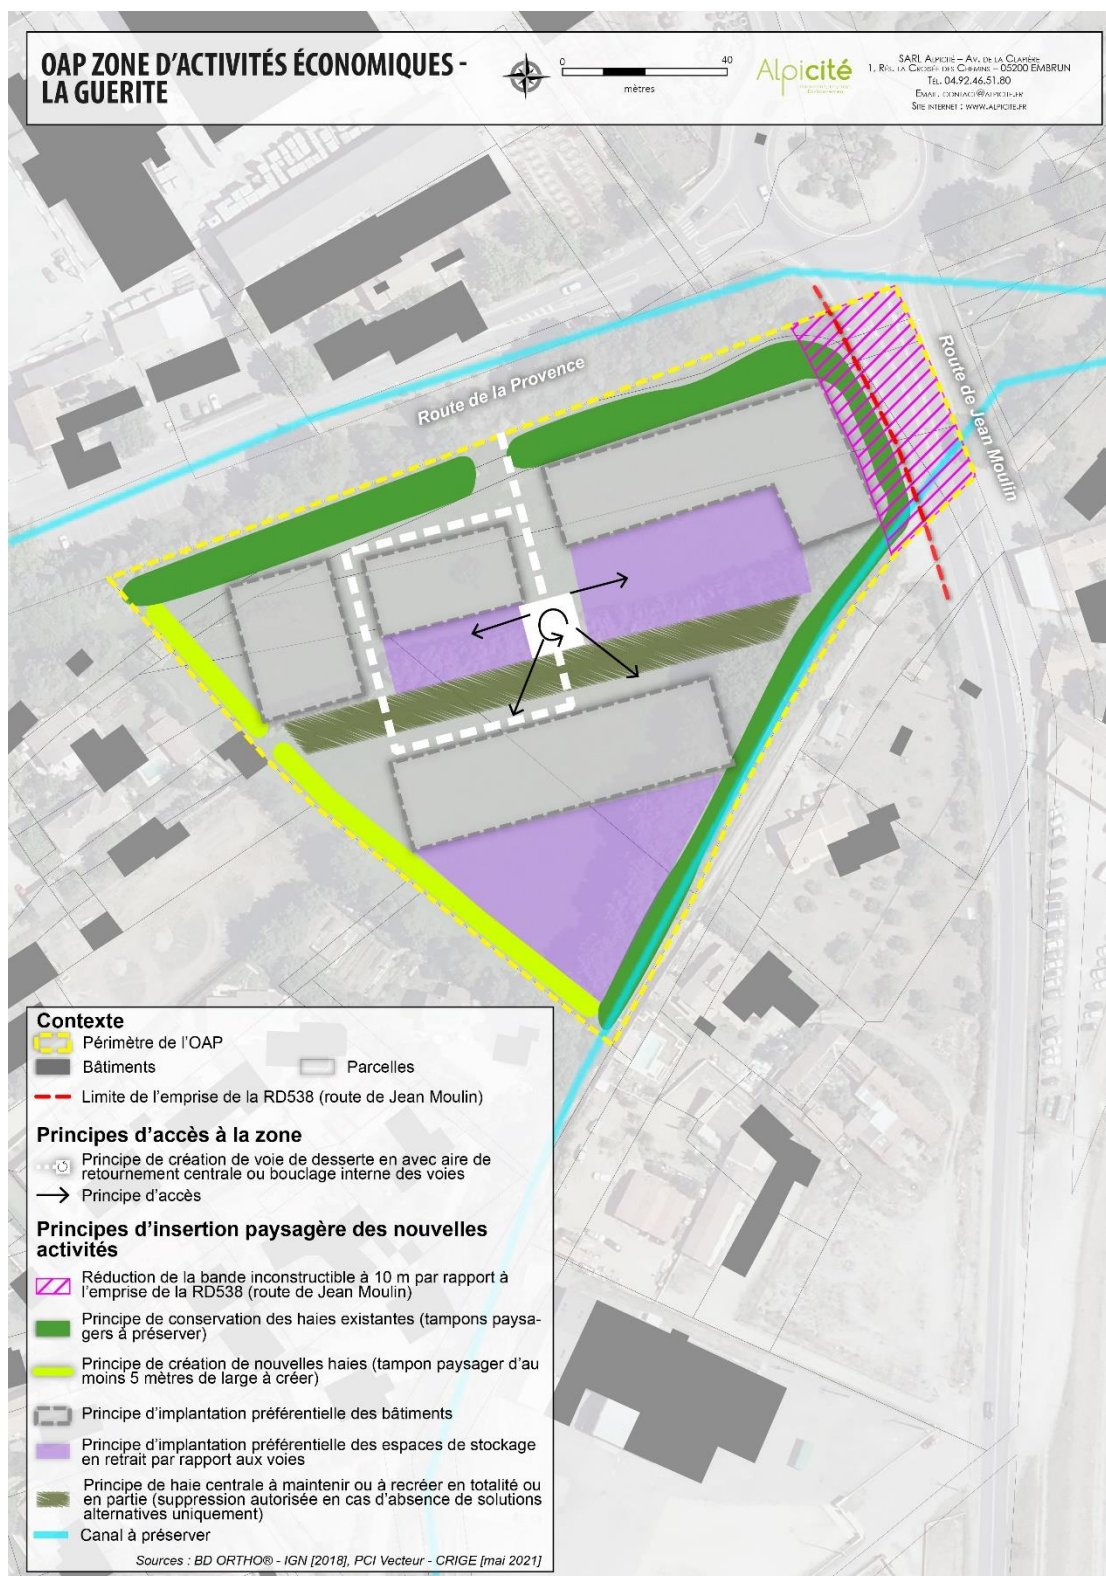 OAP ZONE D'ACTIVITÉS ÉCONOMIQUES -
LA GUERITE
0 40
mètres
Alpicité
SARL Alpicité – Av. de la Clapière
1, Rés. la Croisée des Chemins – 05200 EMBRUN
Tél. 04.92.46.51.80
Email. contact@alpicite.fr
Site internet : www.alpicite.fr
Route de la Provence
Route de Jean Moulin
Contexte
Périmètre de l'OAP
Bâtiments Parcelles
Limite de l'emprise de la RD538 (route de Jean Moulin)
Principes d'accès à la zone
Principe de création de voie de desserte en avec aire de
retournement centrale ou bouclage interne des voies
Principe d'accès
Principes d'insertion paysagère des nouvelles
activités
Réduction de la bande inconstructible à 10 m par rapport à
l'emprise de la RD538 (route de Jean Moulin)
Principe de conservation des haies existantes (tampons paysa-
gers à préserver)
Principe de création de nouvelles haies (tampon paysager d'au
moins 5 mètres de large à créer)
Principe d'implantation préférentielle des bâtiments
Principe d'implantation préférentielle des espaces de stockage
en retrait par rapport aux voies
Principe de haie centrale à maintenir ou à recréer en totalité ou
en partie (suppression autorisée en cas d'absence de solutions
alternatives uniquement)
Canal à préserver
Sources : BD ORTHO® - IGN [2018], PCI Vecteur - CRIGE [mai 2021]